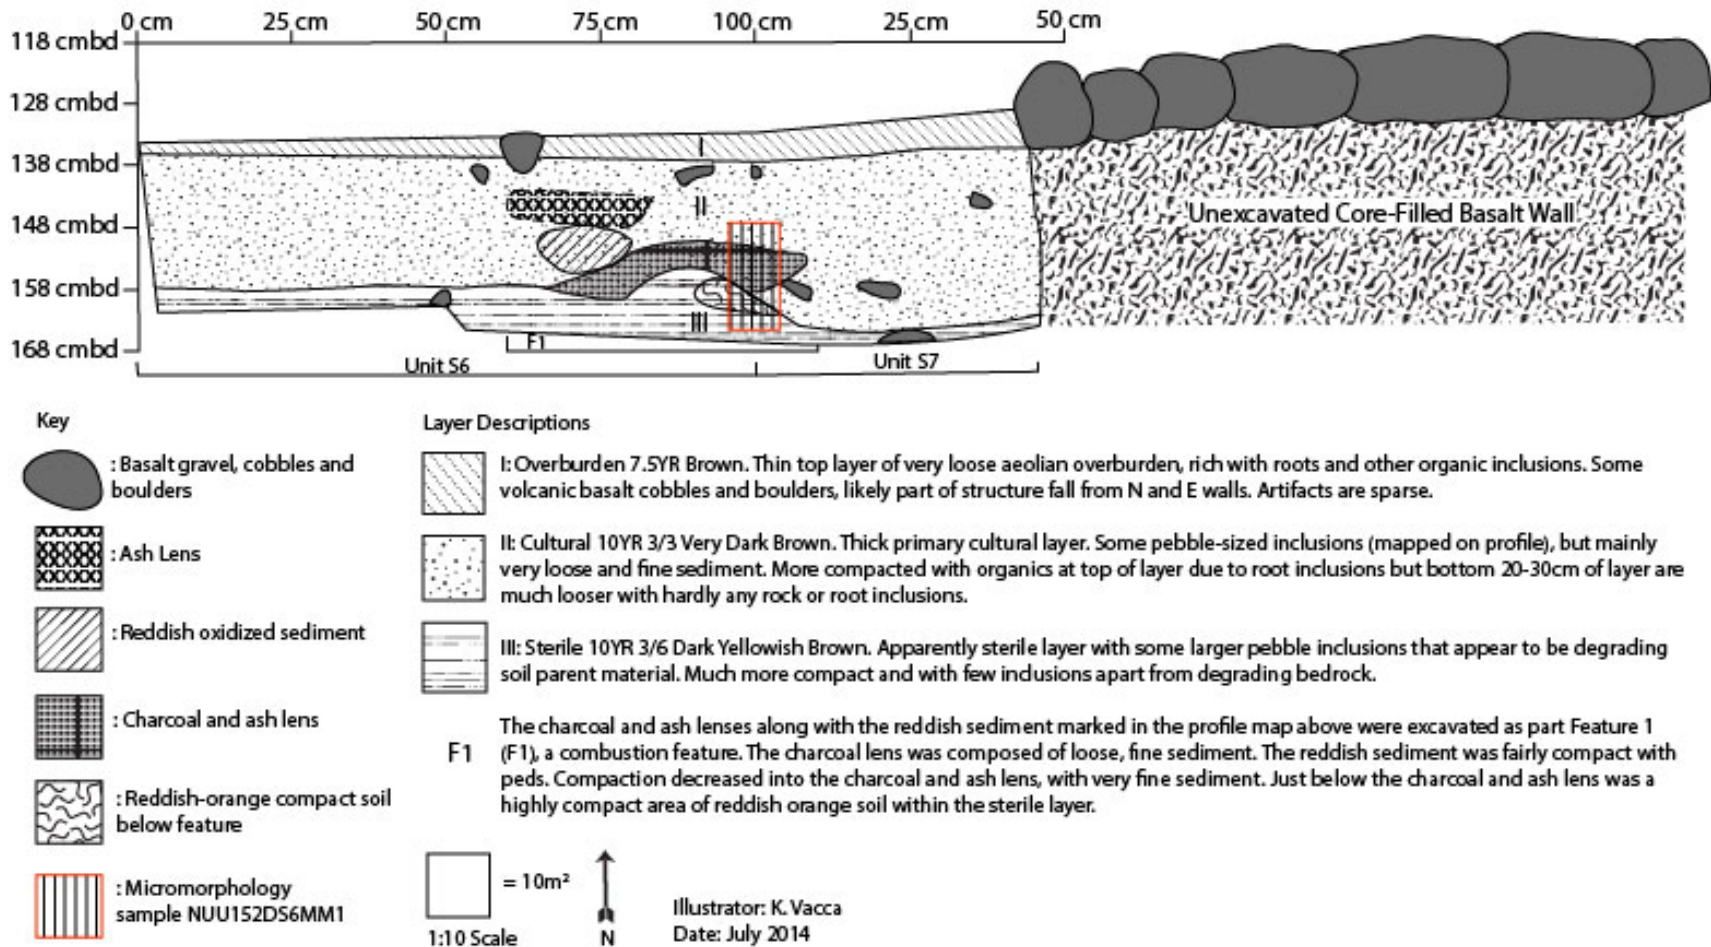 0 cm 25 cm 50 cm 75 cm 100 cm 25 cm 50 cm
118 cmbd
128 cmbd
138 cmbd
148 cmbd
158 cmbd
168 cmbd
I
II
III
Unexcavated Core-Filled Basalt Wall
F1
Unit S6
Unit S7
Key
: Basalt gravel, cobbles and
boulders
: Ash Lens
: Reddish oxidized sediment
: Charcoal and ash lens
: Reddish-orange compact soil
below feature
: Micromorphology
sample NUU152DS6MM1
Layer Descriptions
I: Overburden 7.5YR Brown. Thin top layer of very loose aeolian overburden, rich with roots and other organic inclusions. Some
volcanic basalt cobbles and boulders, likely part of structure fall from N and E walls. Artifacts are sparse.
II: Cultural 10YR 3/3 Very Dark Brown. Thick primary cultural layer. Some pebble-sized inclusions (mapped on profile), but mainly
very loose and fine sediment. More compacted with organics at top of layer due to root inclusions but bottom 20-30cm of layer are
much looser with hardly any rock or root inclusions.
III: Sterile 10YR 3/6 Dark Yellowish Brown. Apparently sterile layer with some larger pebble inclusions that appear to be degrading
soil parent material. Much more compact and with few inclusions apart from degrading bedrock.
F1
The charcoal and ash lenses along with the reddish sediment marked in the profile map above were excavated as part Feature 1
(F1), a combustion feature. The charcoal lens was composed of loose, fine sediment. The reddish sediment was fairly compact with
peds. Compaction decreased into the charcoal and ash lens, with very fine sediment. Just below the charcoal and ash lens was a
highly compact area of reddish orange soil within the sterile layer.
= 10m²
1:10 Scale
N
Illustrator: K. Vacca
Date: July 2014